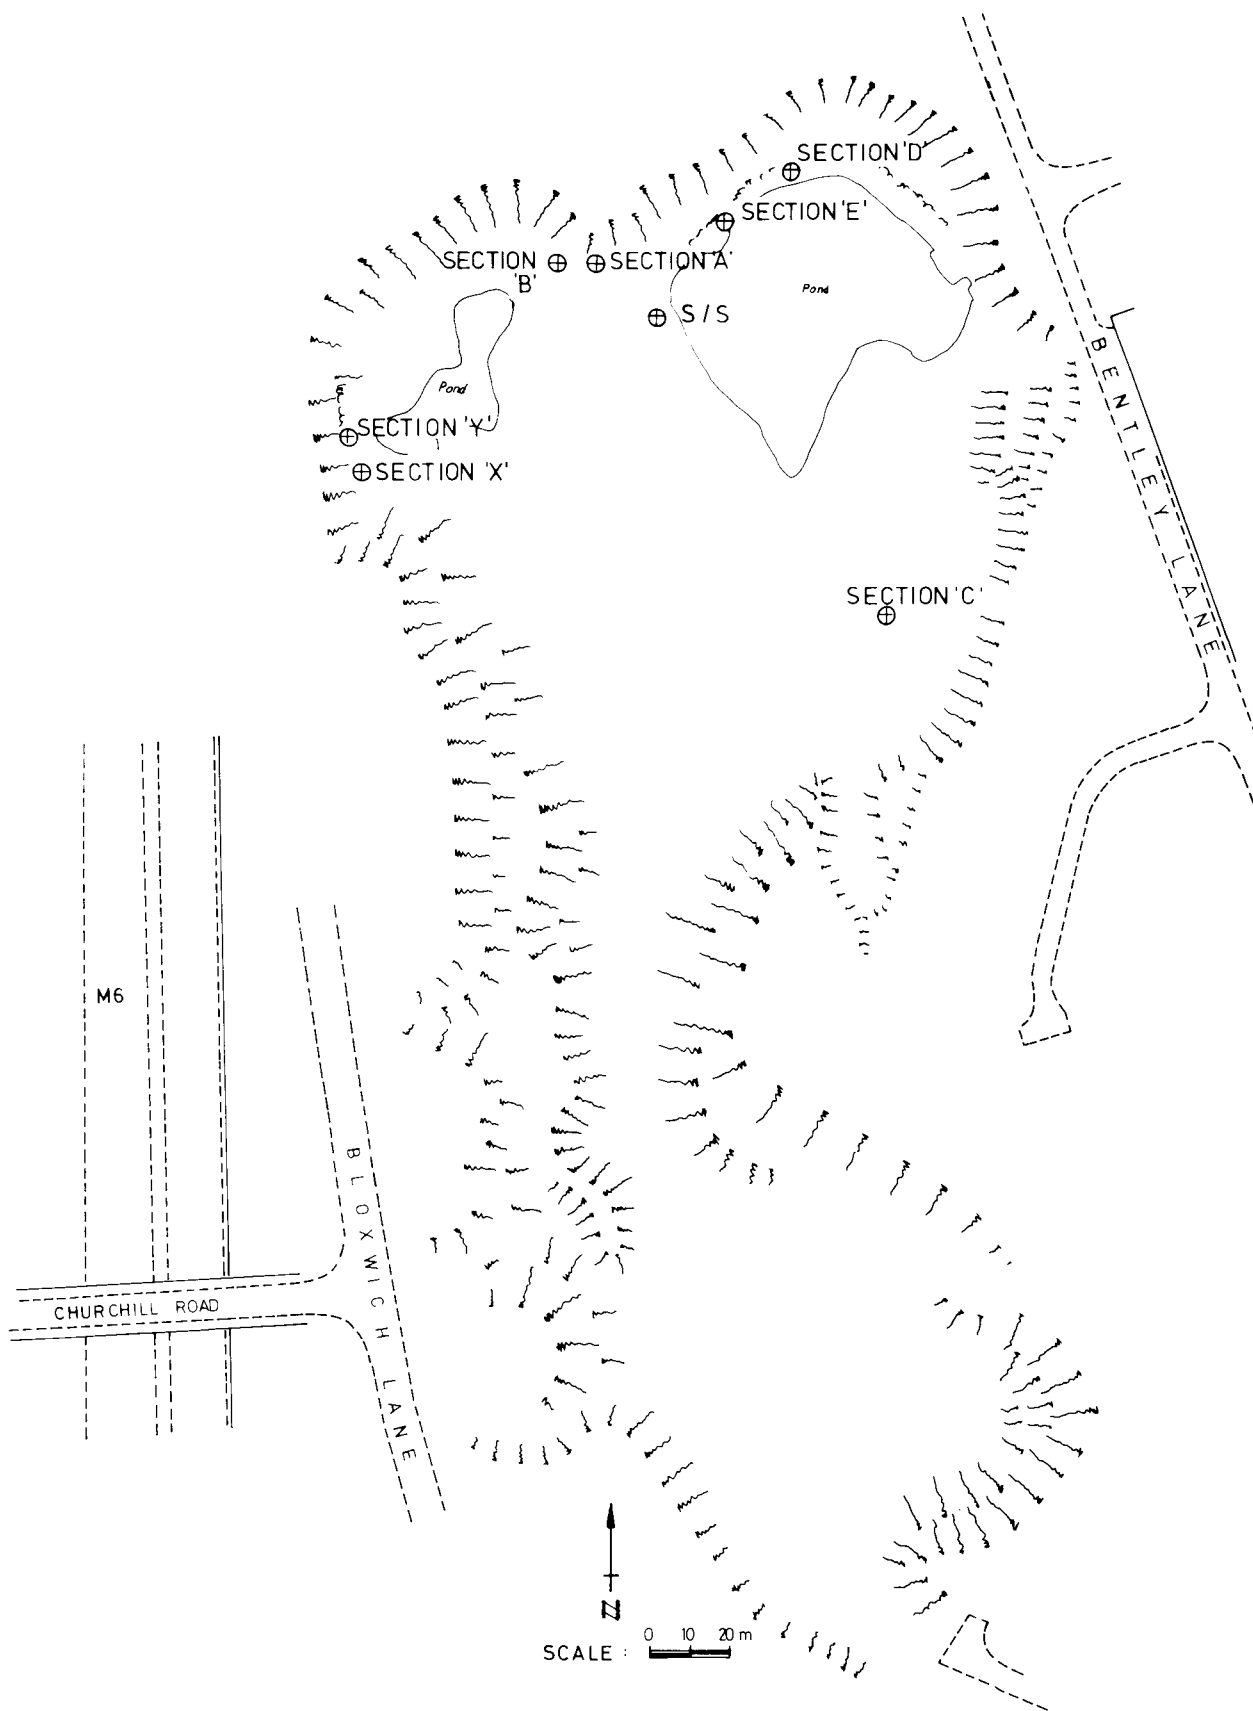 SECTION 'D'
SECTION 'E'
SECTION
'B'
SECTION 'A'
Pond
S / S
Pond
SECTION 'Y'
SECTION 'X'
BENTLEY LANE
SECTION 'C'
M6
BLOXWICH LANE
CHURCHILL ROAD
N
SCALE :
0 10 20 m